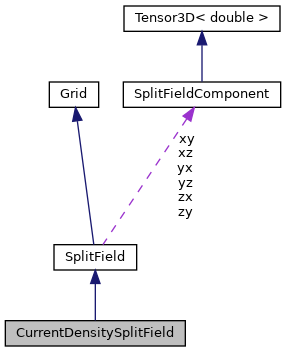 Tensor3D< double >
Grid
SplitFieldComponent
xy
xz
yx
yz
zx
zy
SplitField
CurrentDensitySplitField